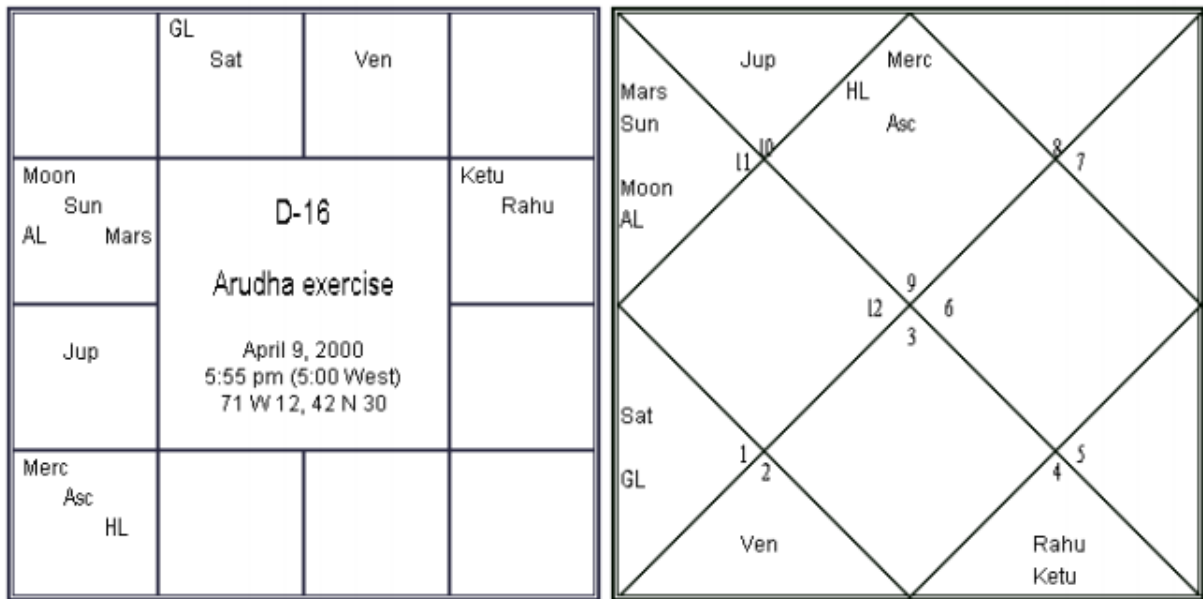 GL
Sat
Ven
Moon
Sun
AL Mars
Ketu
Rahu
D-16
Arudha exercise
April 9, 2000
5:55 pm (5:00 West)
71 W 12, 42 N 30
Jup
Merc
Asc
HL
Jup
Merc
Mars
HL
Sun
Asc
10
8
11
7
Moon
AL
9
12
6
3
Sat
1
5
2
4
GL
Ven
Rahu
Ketu